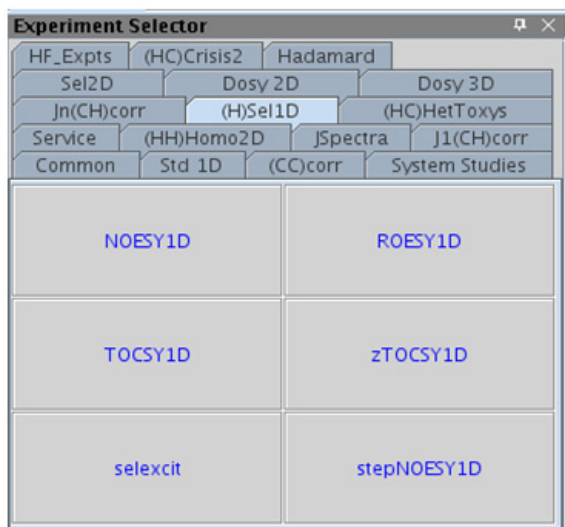 Experiment Selector
HF_Expts (HC)Crisis2 Hadamard
Sel2D Dosy 2D Dosy 3D
Jn(CH)corr (H)Sel1D (HC)HetToxys
Service (HH)Homo2D JSpectra J1(CH)corr
Common Std 1D (CC)corr System Studies
NOESY1D ROESY1D
TOCSY1D zTOCSY1D
selexcit stepNOESY1D